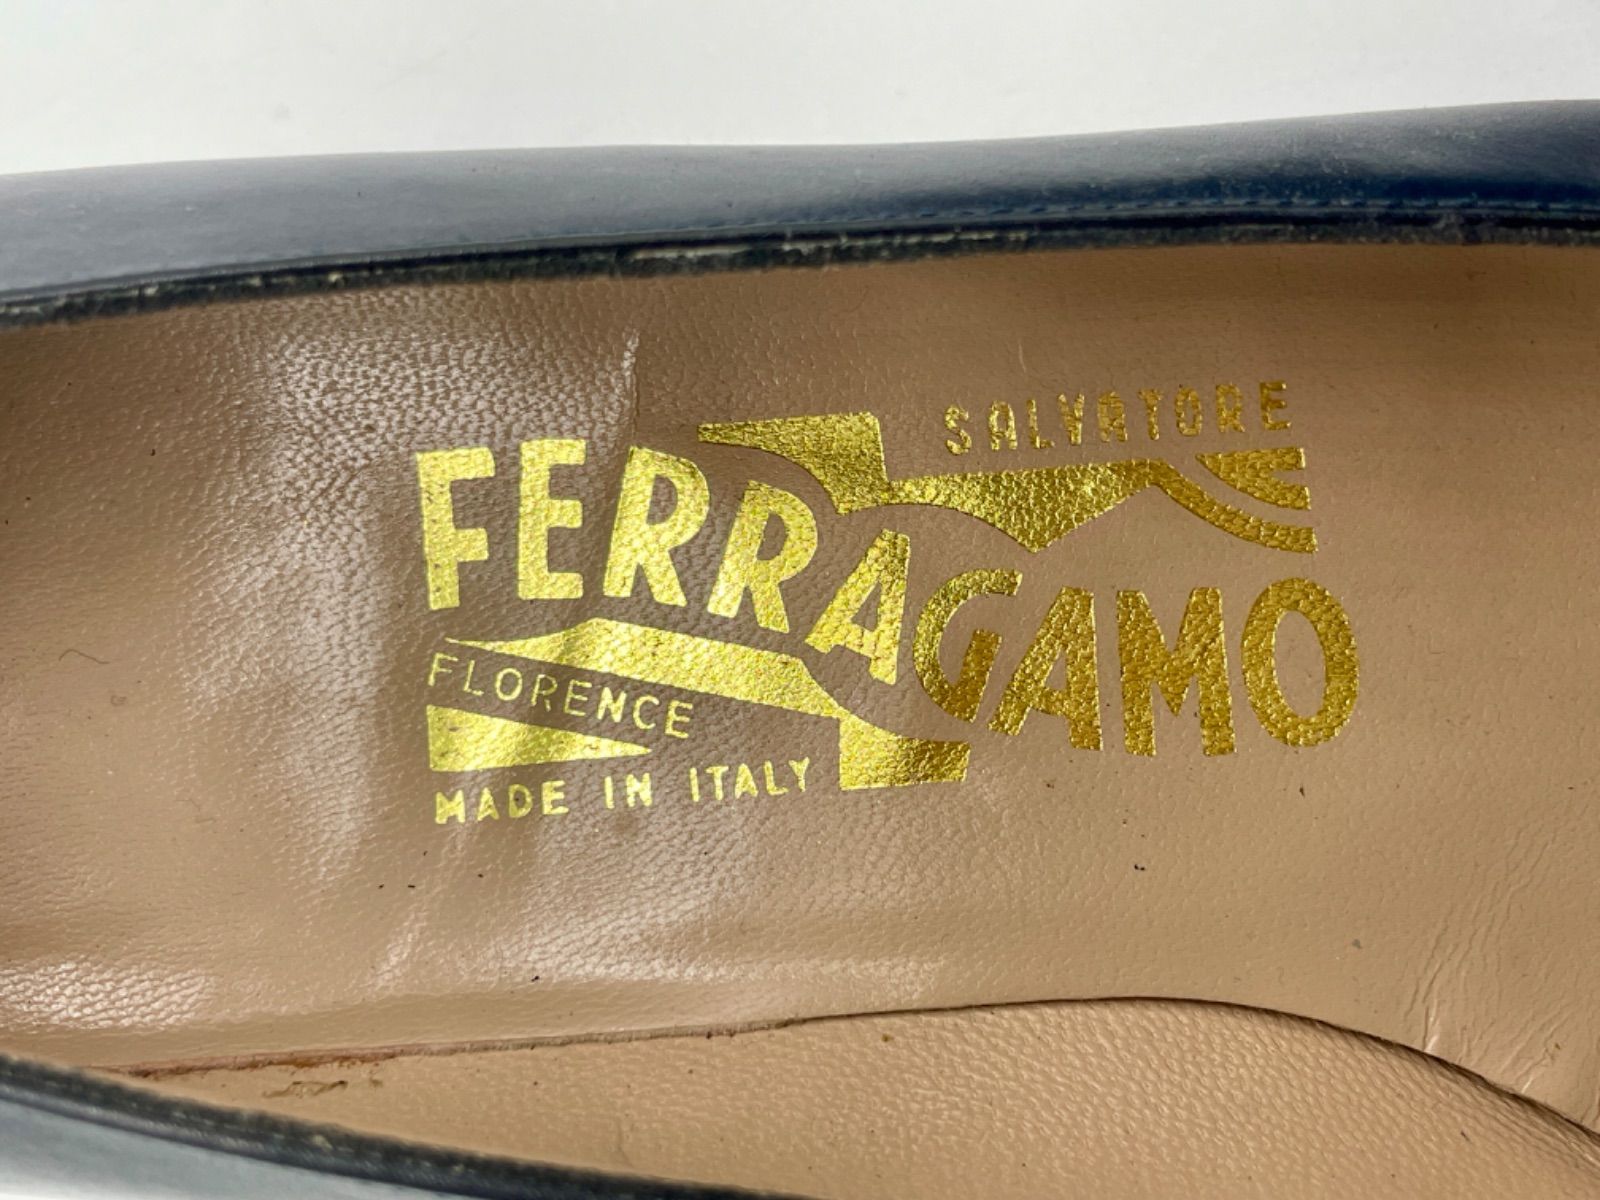 SALVATORE
FERRAGAMO
FLORENCE
MADE IN ITALY